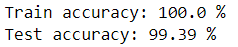 Train accuracy: 100.0 %
Test accuracy: 99.39 %